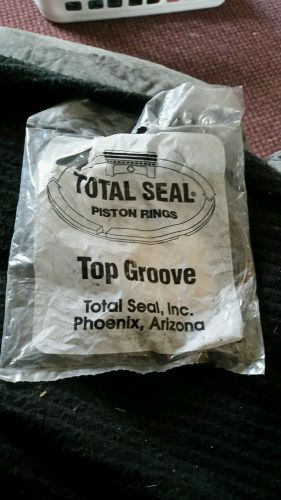 TOTAL SEAL®
PISTON RINGS
Top Groove
Total Seal, Inc.
Phoenix, Arizona